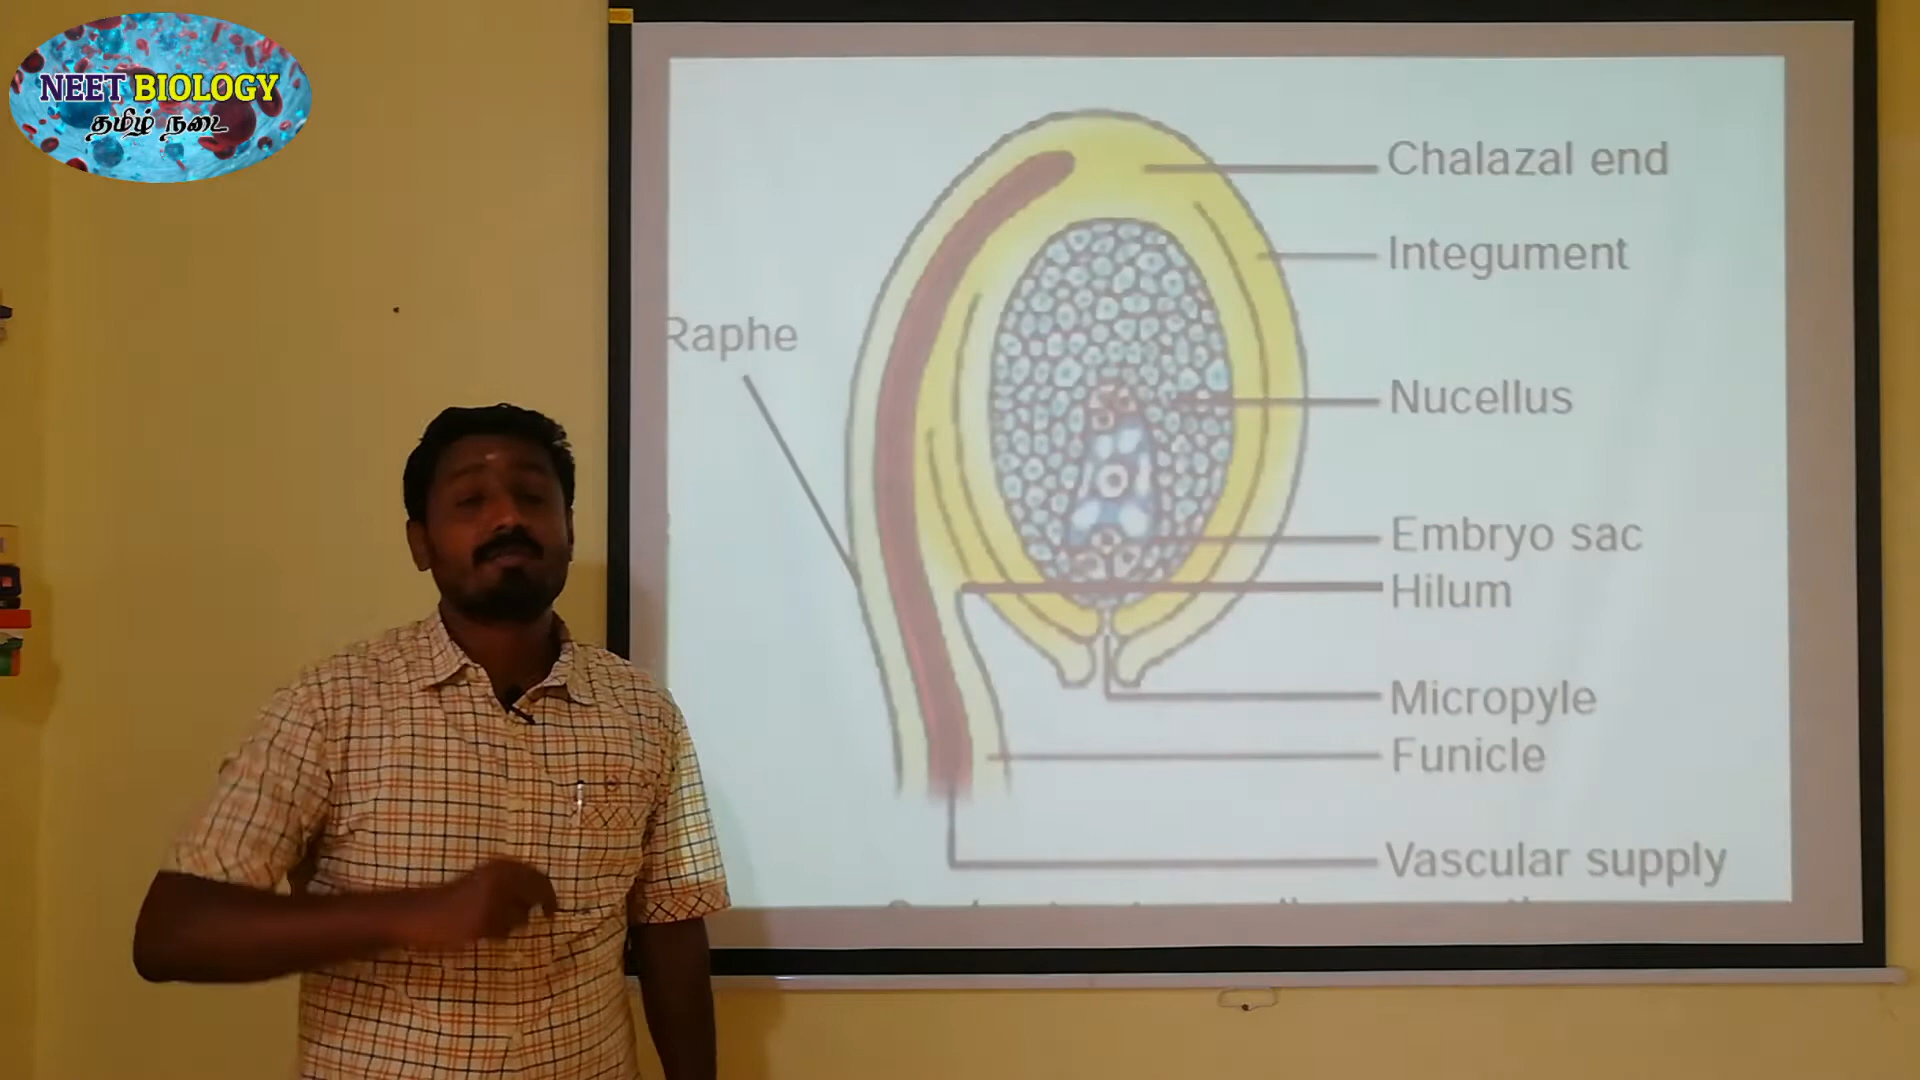 NEET BIOLOGY
தமிழ் நடை
Chalazal end
Integument
Raphe
Nucellus
Embryo sac
Hilum
Micropyle
Funicle
Vascular supply